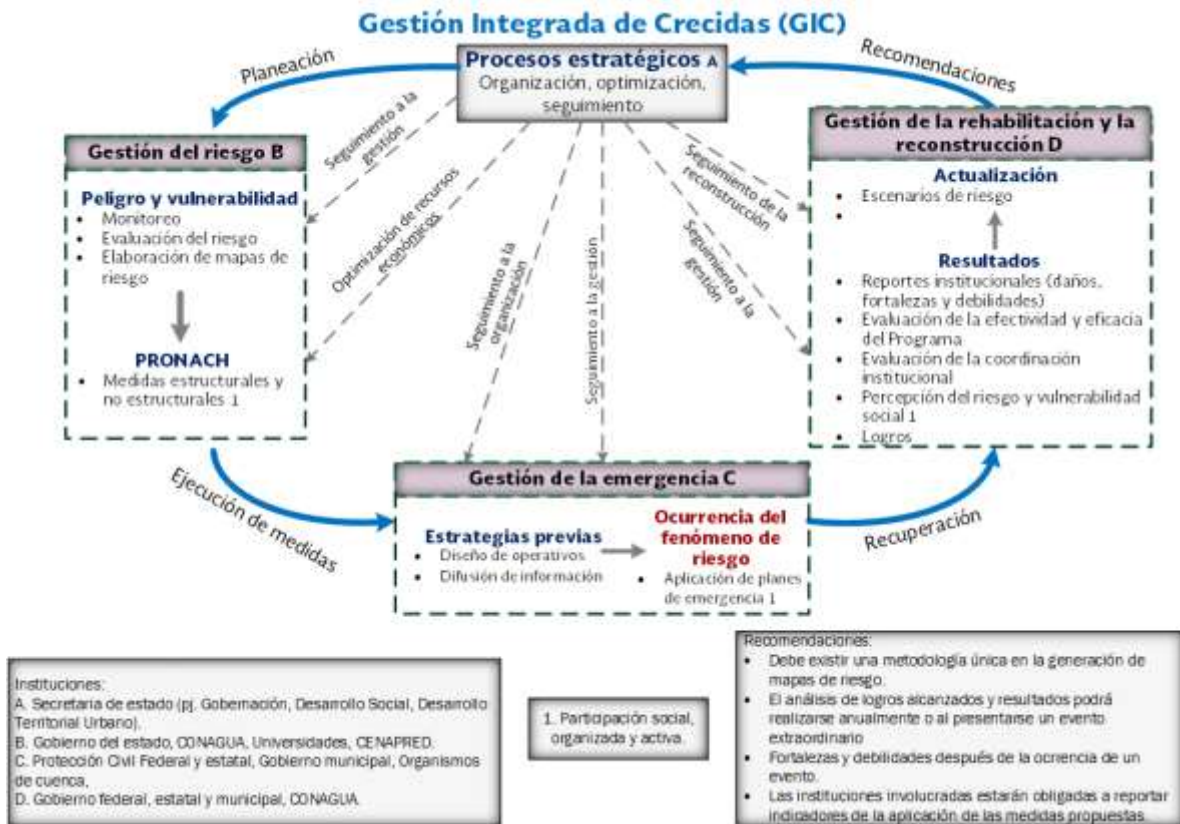 Gestión Integrada de Crecidas (GIC)
Planeación
Procesos estratégicos A
Organización, optimización,
seguimiento
Recomendaciones
Gestión del riesgo B
Peligro y vulnerabilidad
• Monitoreo
• Evaluación del riesgo
• Elaboración de mapas de
riesgo
PRONACH
• Medidas estructurales y
no estructurales 1
Seguimiento a la
gestión
Optimización de recursos
económicos
Seguimiento a la
organización
Seguimiento a la gestión
Seguimiento a la
gestión
Seguimiento de la
reconstrucción
Gestión de la rehabilitación y la
reconstrucción D
Actualización
• Escenarios de riesgo
•
Resultados
• Reportes institucionales (daños,
fortalezas y debilidades)
• Evaluación de la efectividad y eficacia
del Programa
• Evaluación de la coordinación
institucional
• Percepción del riesgo y vulnerabilidad
social 1
• Logros
Ejecución de medidas
Gestión de la emergencia C
Estrategias previas
• Diseño de operativos
• Difusión de información
Ocurrencia del
fenómeno de
riesgo
• Aplicación de planes
de emergencia 1
Recuperación
Instituciones:
A. Secretaria de estado (pj. Gobernación, Desarrollo Social, Desarrollo
Territorial Urbano).
B. Gobierno del estado, CONAGUA, Universidades, CENAPRED.
C. Protección Civil Federal y estatal, Gobierno municipal, Organismos
de cuenca,
D. Gobierno federal, estatal y municipal, CONAGUA.
1. Participación social,
organizada y activa.
Recomendaciones:
• Debe existir una metodología única en la generación de
mapas de riesgo.
• El análisis de logros alcanzados y resultados podrá
realizarse anualmente o al presentarse un evento
extraordinario
• Fortalezas y debilidades después de la ocrrencia de un
evento.
• Las instituciones involucradas estarán obligadas a reportar
indicadores de la aplicación de las medidas propuestas.